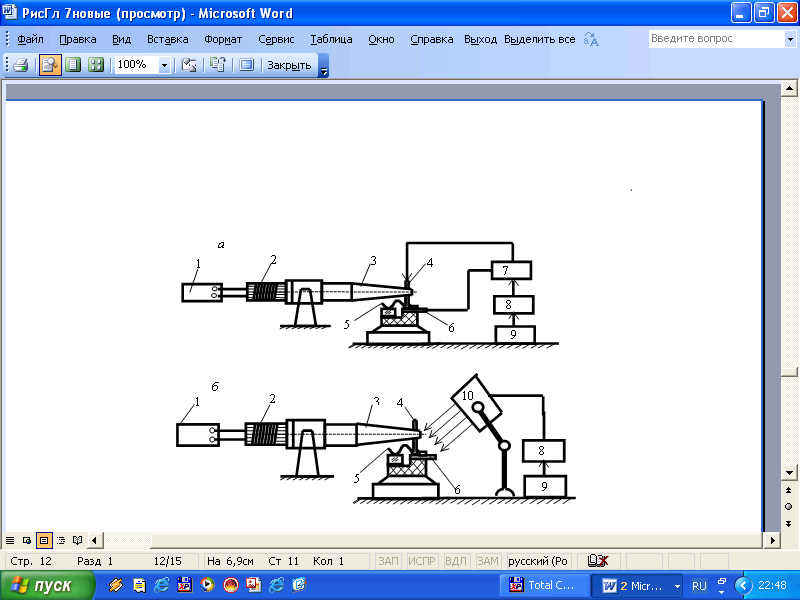 РисГл 7новые (просмотр) - Microsoft Word
Файл Правка Вид Вставка Формат Сервис Таблица Окно Справка Выход Выделить все
Введите вопрос
100% Закрыть
а
1 2 3 4 7
8
5 6 9
б
1 2 3 4 10
8
5 6 9
Стр. 12 Разд 1 12/15 На 6,9см Ст 11 Кол 1 ЗАП ИСПР ВДЛ ЗАМ русский (Ро
пуск Total C... 2 Micr... RU 22:48